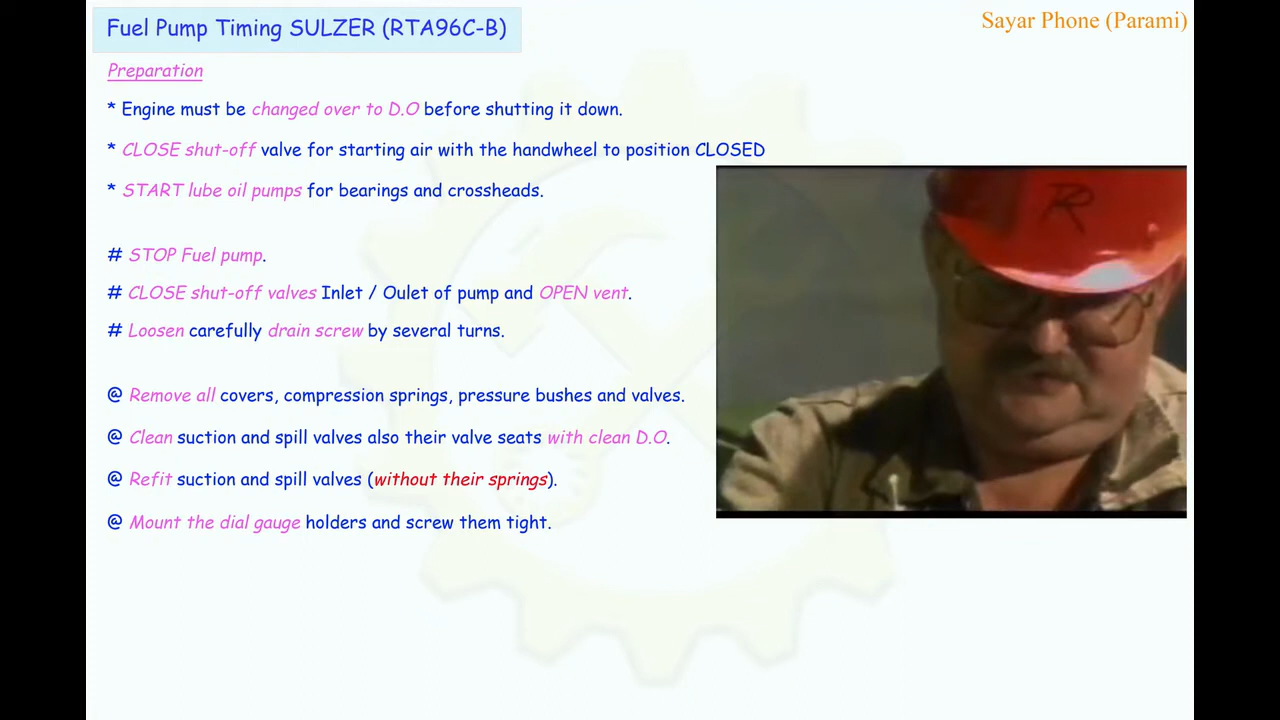 Fuel Pump Timing SULZER (RTA96C-B)
Sayar Phone (Parami)
Preparation
* Engine must be changed over to D.O before shutting it down.
* CLOSE shut-off valve for starting air with the handwheel to position CLOSED
* START lube oil pumps for bearings and crossheads.
# STOP Fuel pump.
# CLOSE shut-off valves Inlet / Oulet of pump and OPEN vent.
# Loosen carefully drain screw by several turns.
@ Remove all covers, compression springs, pressure bushes and valves.
@ Clean suction and spill valves also their valve seats with clean D.O.
@ Refit suction and spill valves (without their springs).
@ Mount the dial gauge holders and screw them tight.